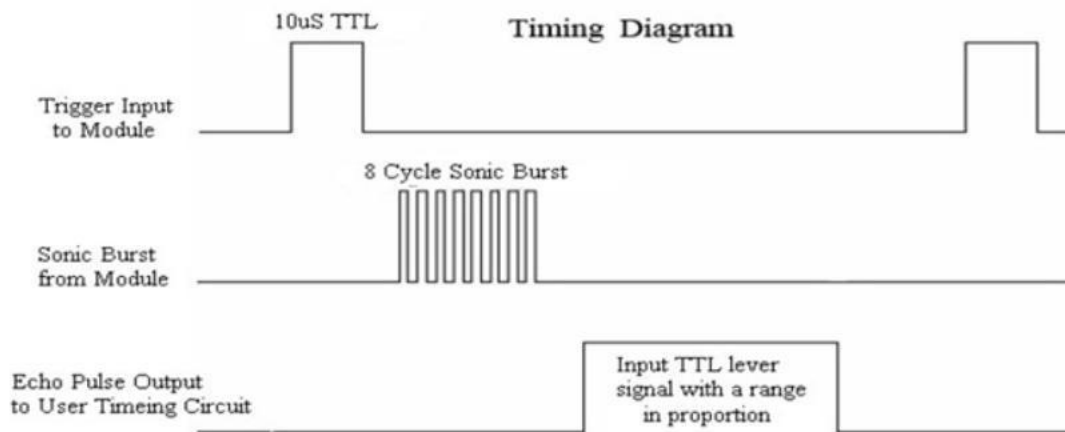 10uS TTL
Timing Diagram
Trigger Input
to Module
8 Cycle Sonic Burst
Sonic Burst
from Module
Echo Pulse Output
to User Timeing Circuit
Input TTL lever
signal with a range
in proportion